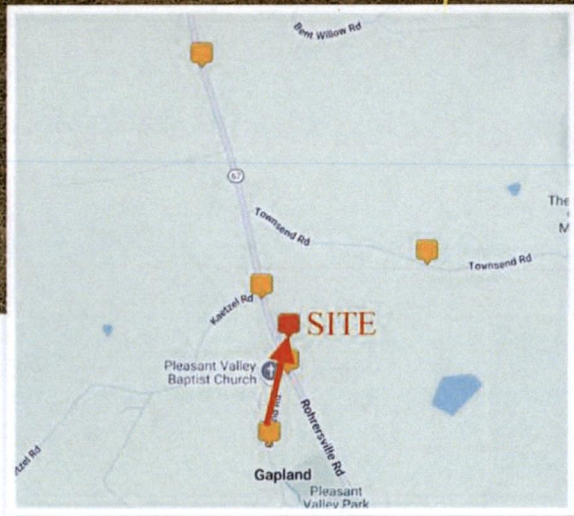 Bent Willow Rd
67
Townsend Rd
The
M
Townsend Rd
Kaetzel Rd
SITE
Pleasant Valley
Baptist Church
Rohrersville Rd
Gapland
Pleasant
Valley Park